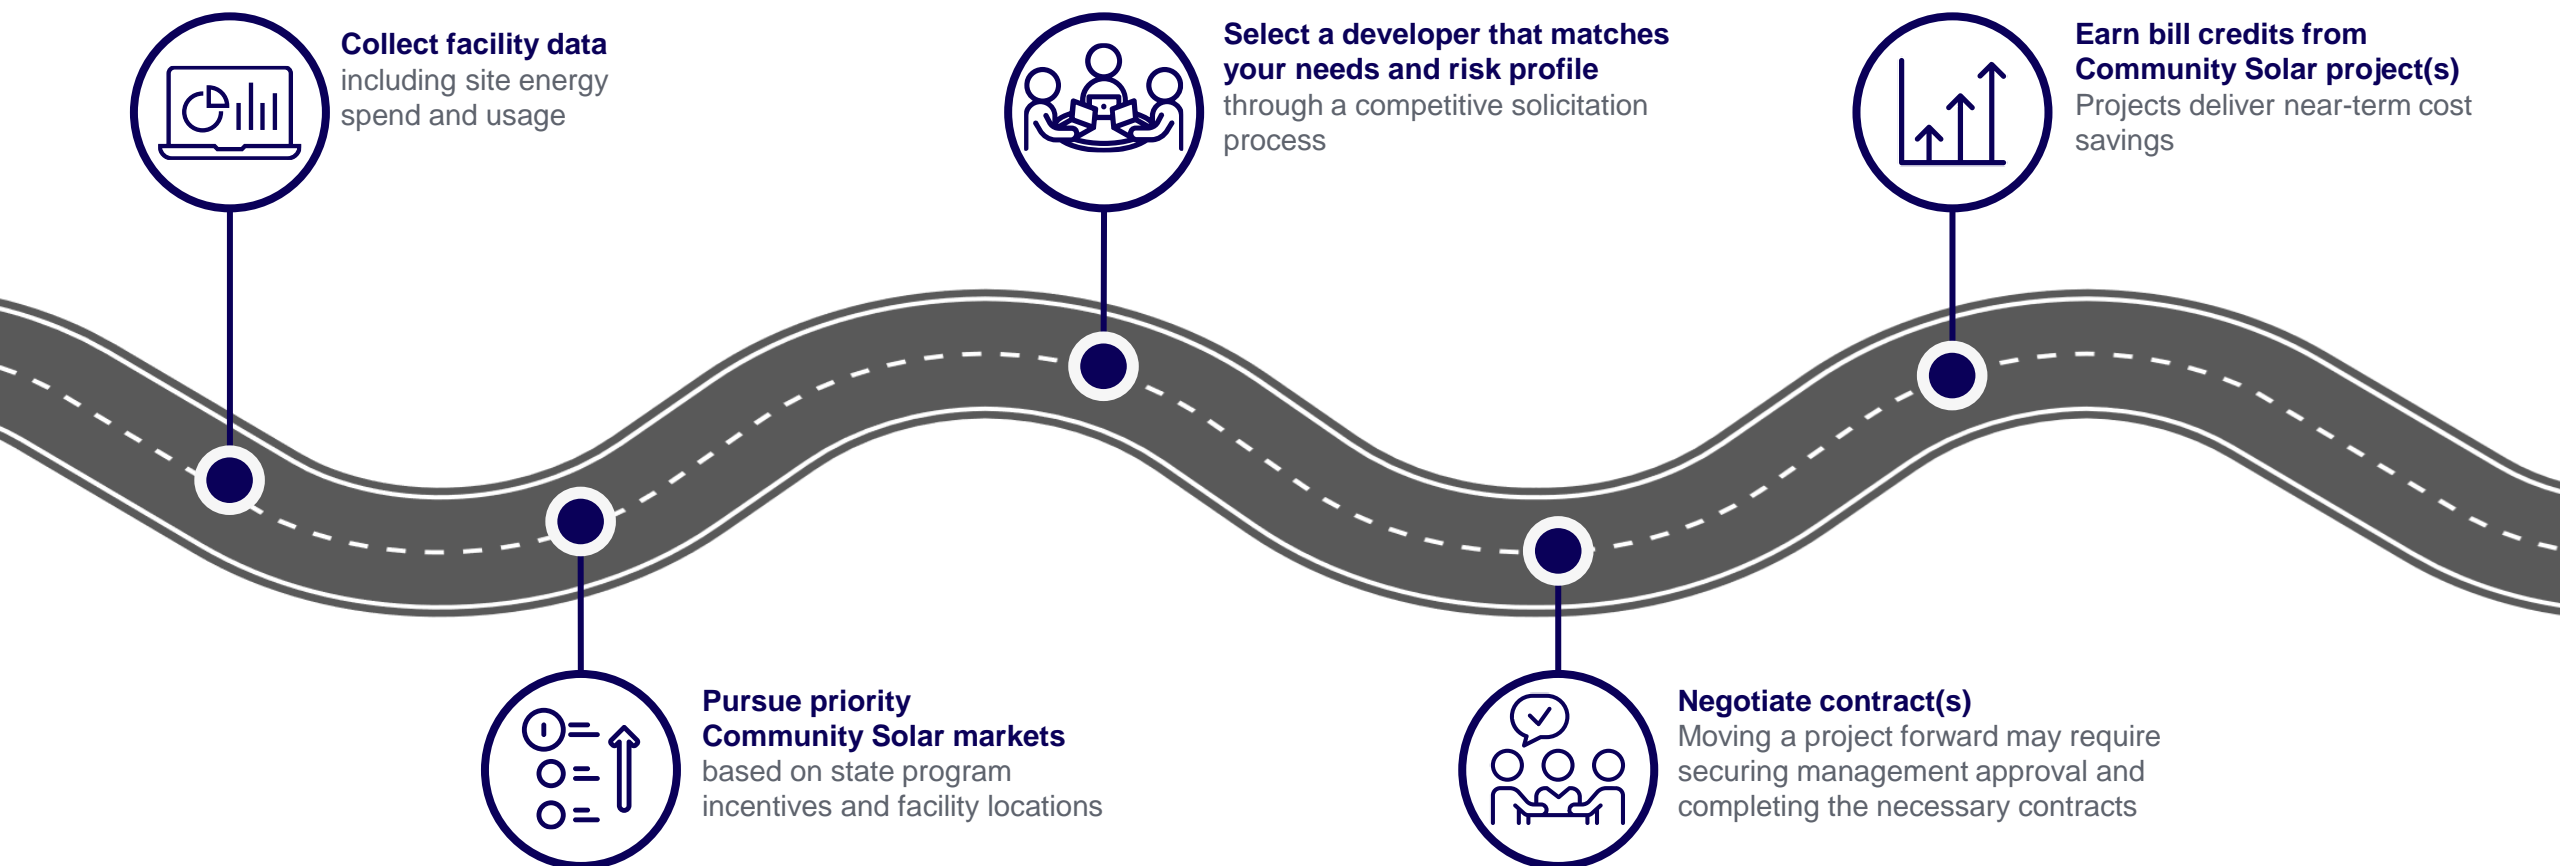 Collect facility data
including site energy
spend and usage
Pursue priority
Community Solar markets
based on state program
incentives and facility locations
Select a developer that matches
your needs and risk profile
through a competitive solicitation
process
Negotiate contract(s)
Moving a project forward may require
securing management approval and
completing the necessary contracts
Earn bill credits from
Community Solar project(s)
Projects deliver near-term cost
savings